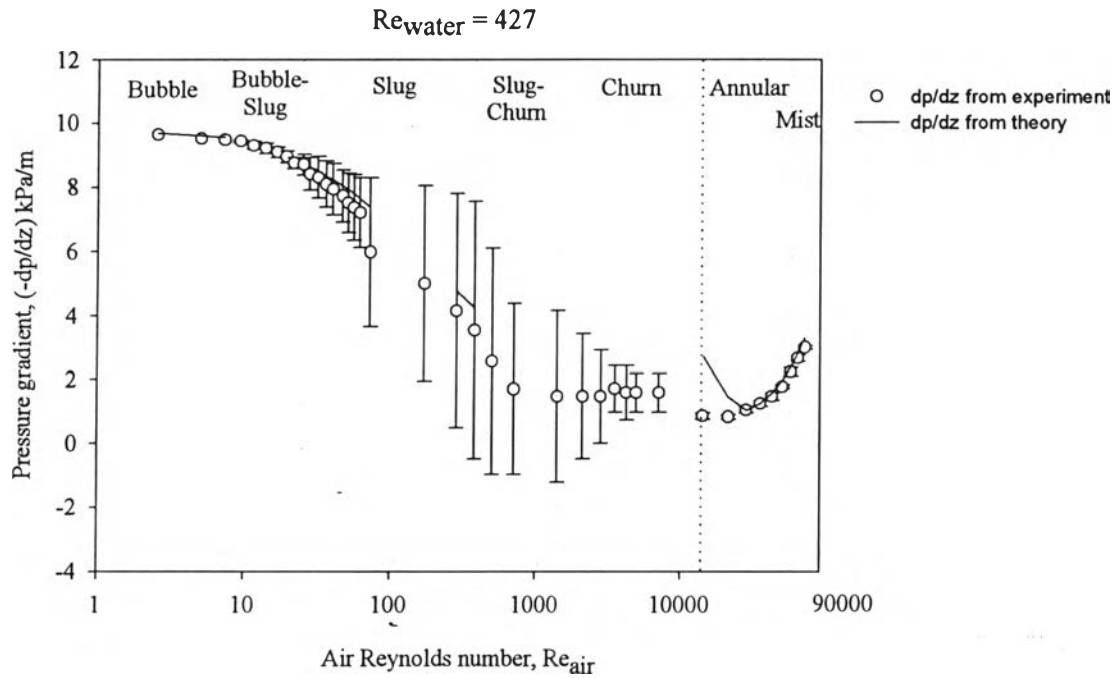 Rewater = 427
12
10
8
6
4
2
0
-2
-4
Pressure gradient, (-dp/dz) kPa/m
Bubble
Bubble-
Slug
Slug
Slug-
Churn
Churn
Annular
Mist
dp/dz from experiment
dp/dz from theory
1
10
100
1000
10000
90000
Air Reynolds number, Reair